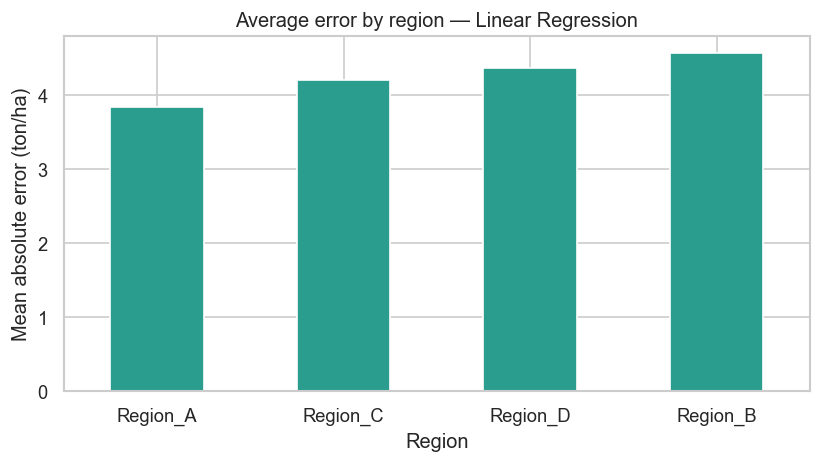 Average error by region — Linear Regression
Mean absolute error (ton/ha)
4
3
2
1
0
Region_A Region_C Region_D Region_B
Region